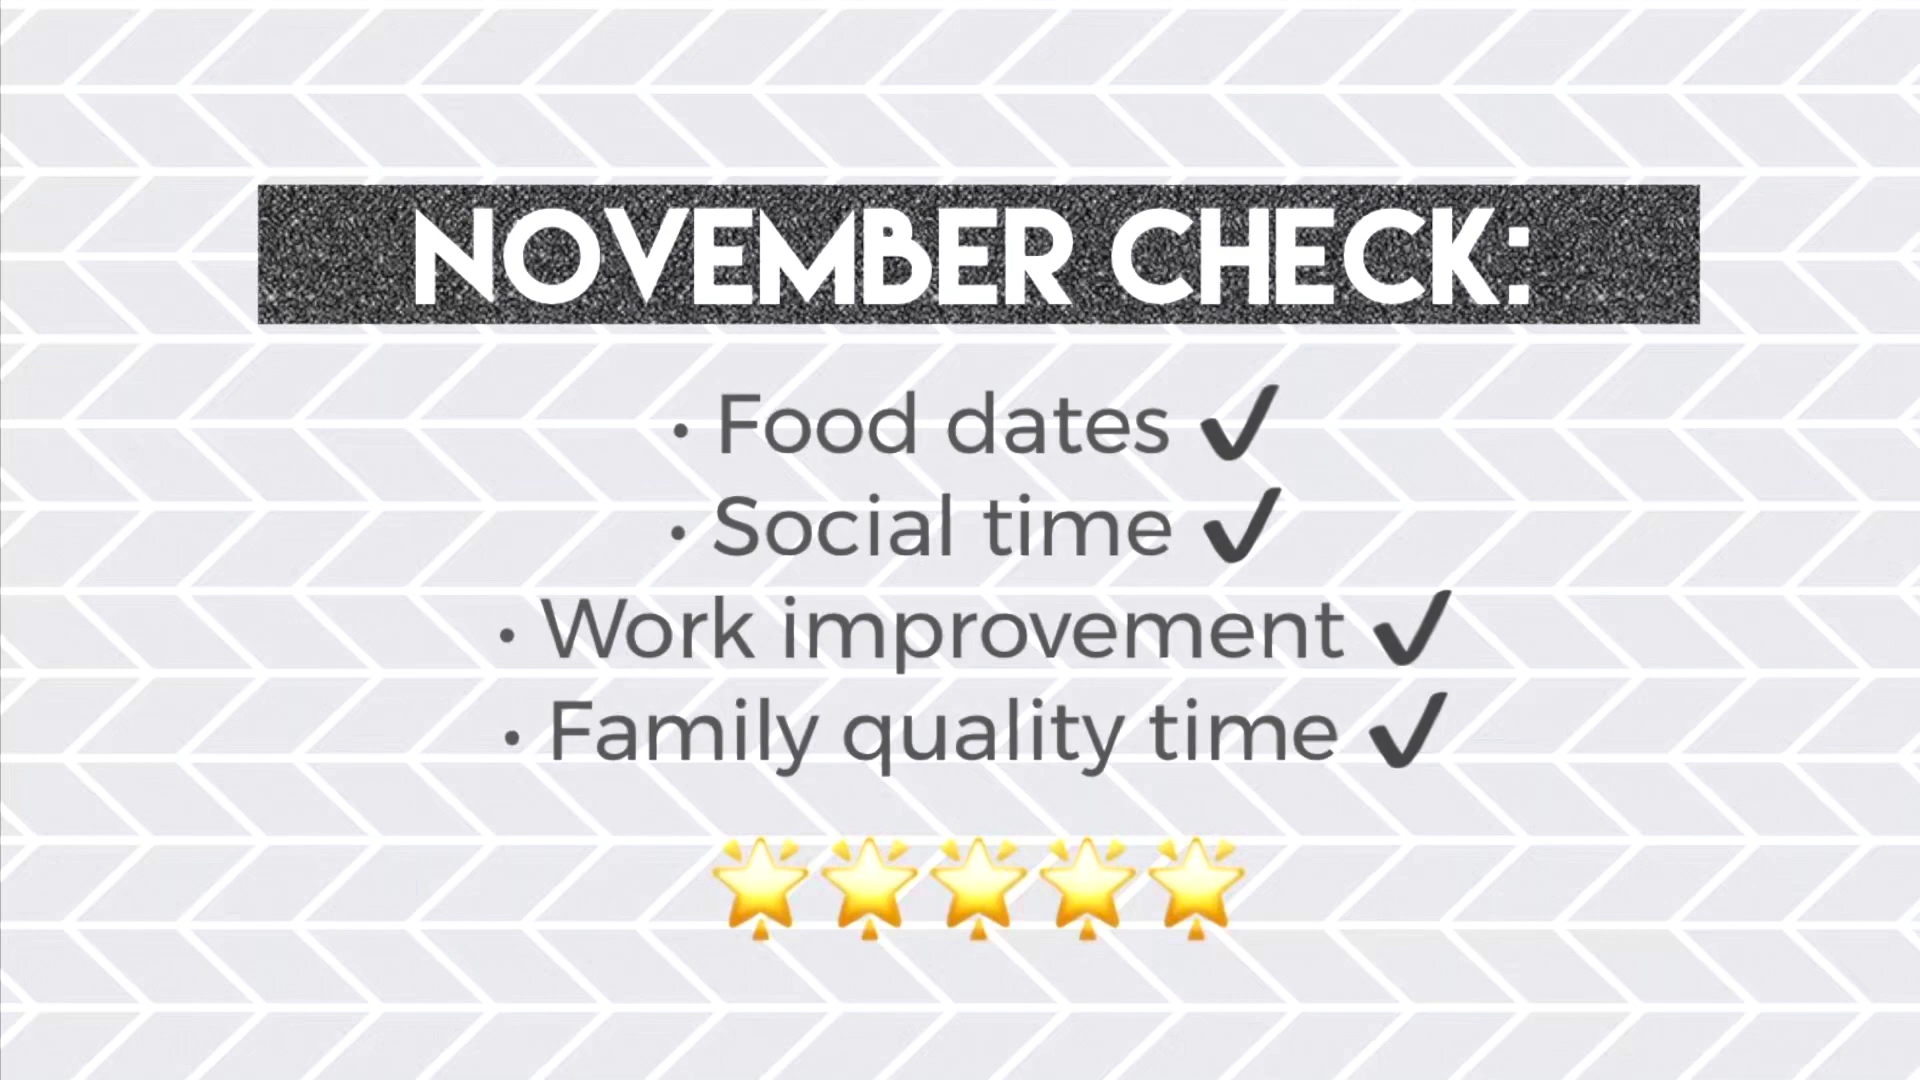 NOVEMBER CHECK:
• Food dates ✔
• Social time ✔
• Work improvement ✔
• Family quality time ✔
🌟🌟🌟🌟🌟